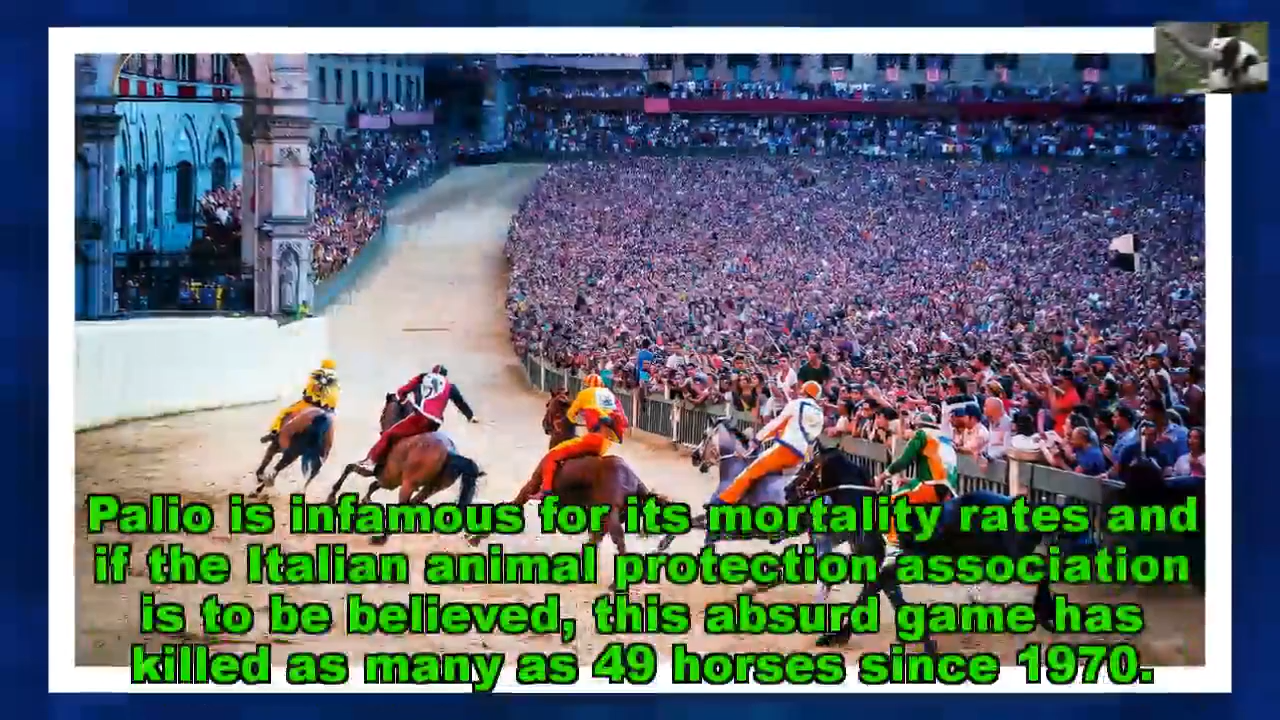 Palio is infamous for its mortality rates and
if the Italian animal protection association
is to be believed, this absurd game has
killed as many as 49 horses since 1970.